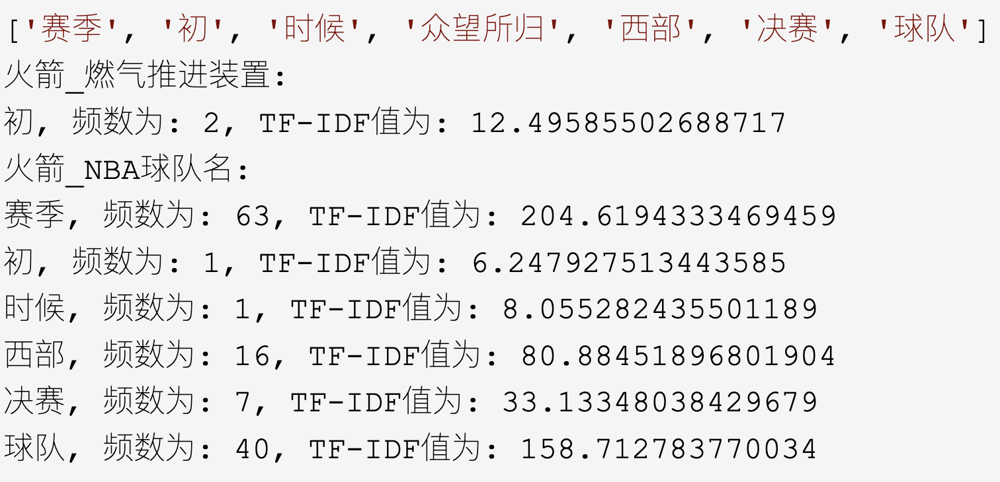 ['赛季', '初', '时候', '众望所归', '西部', '决赛', '球队']
火箭_燃气推进装置:
初, 频数为: 2, TF-IDF值为: 12.49585502688717
火箭_NBA球队名:
赛季, 频数为: 63, TF-IDF值为: 204.6194333469459
初, 频数为: 1, TF-IDF值为: 6.247927513443585
时候, 频数为: 1, TF-IDF值为: 8.055282435501189
西部, 频数为: 16, TF-IDF值为: 80.88451896801904
决赛, 频数为: 7, TF-IDF值为: 33.13348038429679
球队, 频数为: 40, TF-IDF值为: 158.712783770034